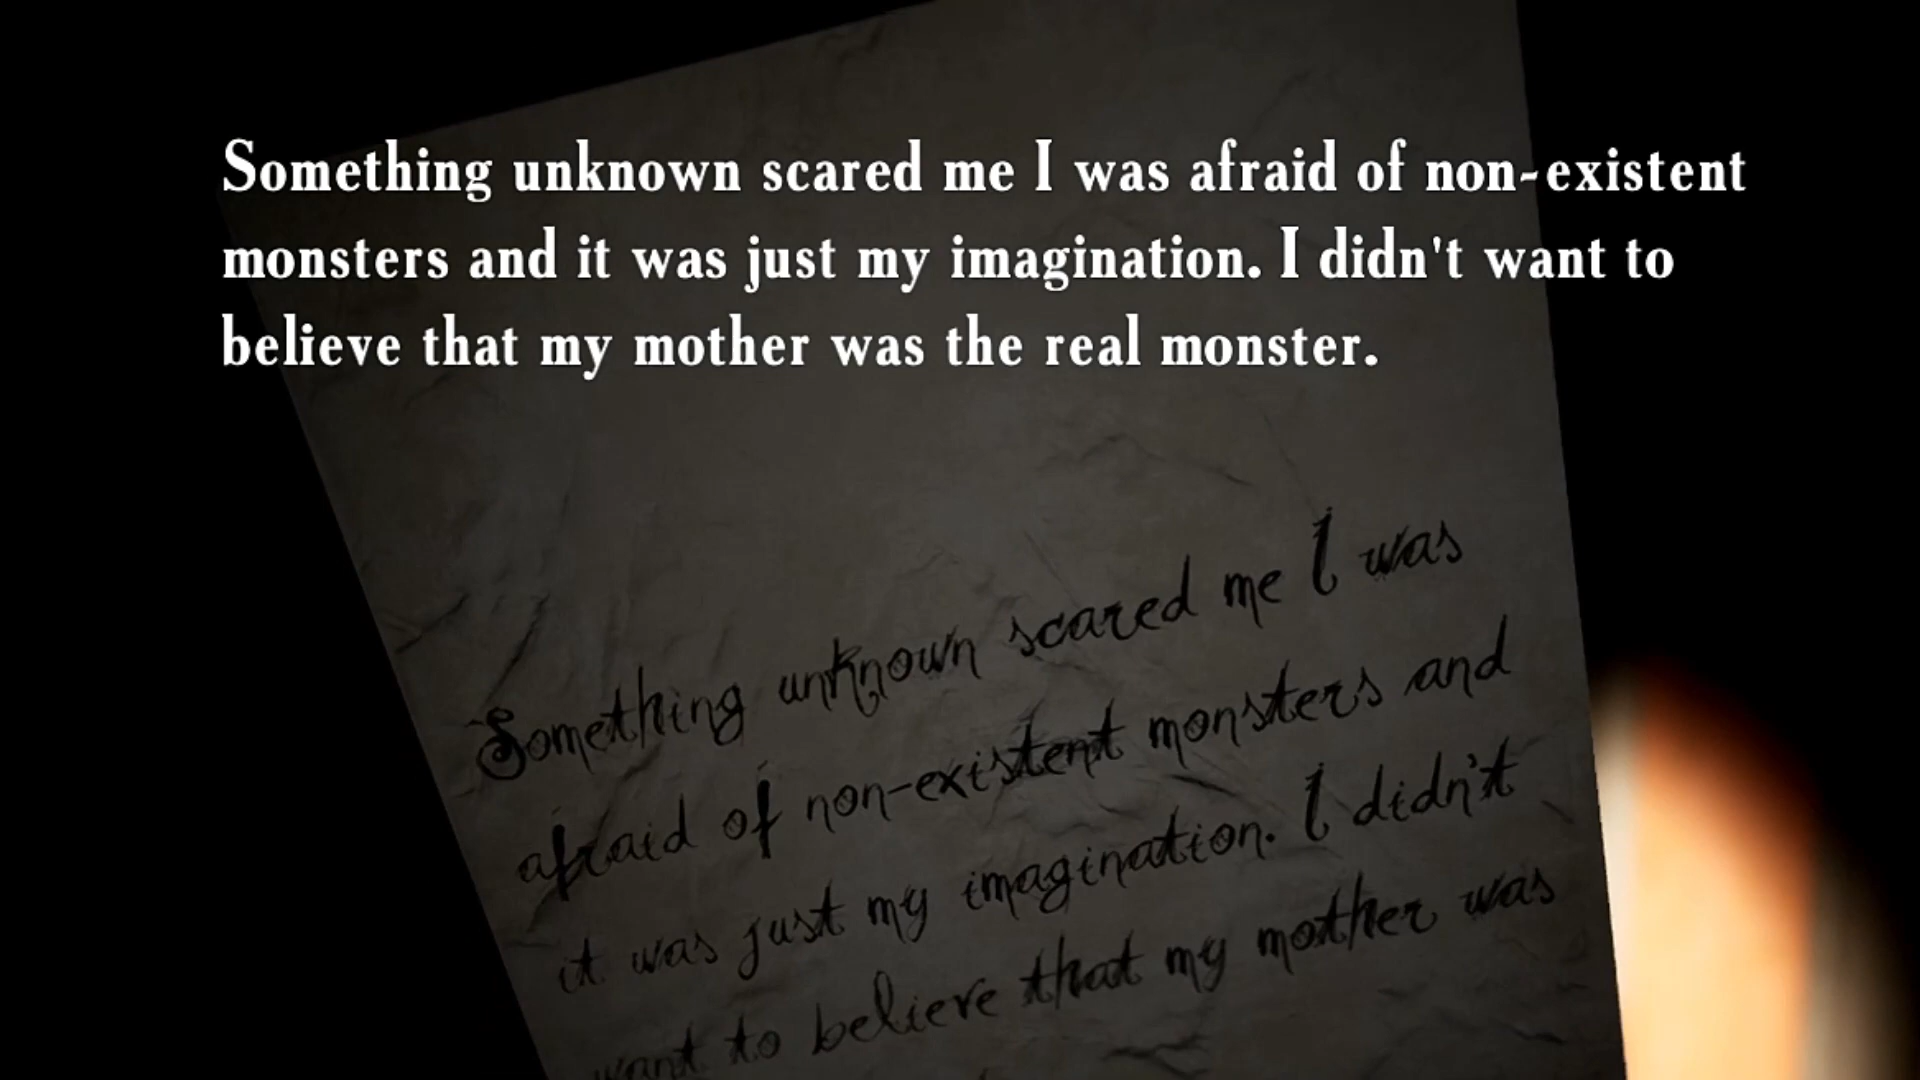 Something unknown scared me I was afraid of non-existent
monsters and it was just my imagination. I didn't want to
believe that my mother was the real monster.
Something unknown scared me I was
afraid of non-existent monsters and
it was just my imagination. I didn't
want to believe that my mother was